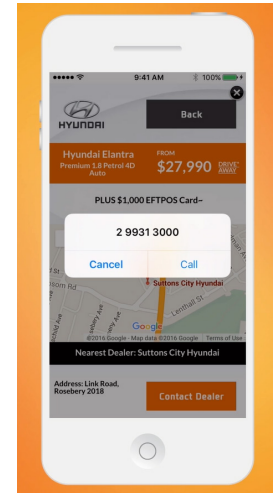 9:41 AM 100%
HYUNDAI
Back
Hyundai Elantra
Premium 1.8 Petrol 4D
Auto
FROM
$27,990 DRIVE
AWAY
PLUS $1,000 EFTPOS Card~
2 9931 3000
Cancel Call
Suttons City Hyundai
Lenthall St
Google
©2016 Google - Map data ©2016 Google Terms of Use
Nearest Dealer: Suttons City Hyundai
Address: Link Road,
Rosebery 2018
Contact Dealer